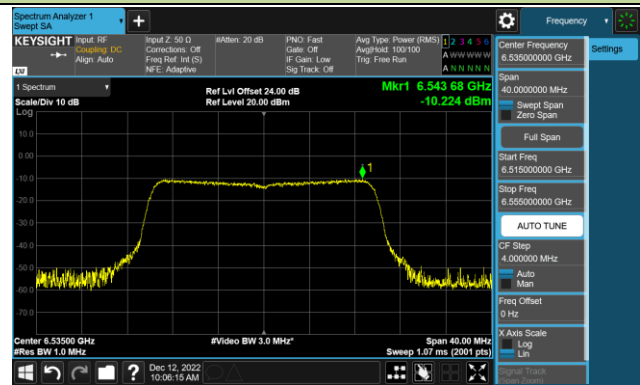 Spectrum Analyzer 1
Swept SA
Frequency
KEYSIGHT
Input: RF
Coupling: DC
Align: Auto
Input Z: 50 Ω
Corrections: Off
Freq Ref: Int (S)
NFE: Adaptive
#Atten: 20 dB
PNO: Fast
Gate: Off
IF Gain: Low
Sig Track: Off
Avg Type: Power (RMS)
Avg|Hold: 100/100
Trig: Free Run
1 2 3 4 5 6
A W W W W W
A N N N N N
LXI
1 Spectrum
Scale/Div 10 dB
Log
Ref Lvl Offset 24.00 dB
Ref Level 20.00 dBm
Mkr1 6.543 68 GHz
-10.224 dBm
10.0
0.00
-10.0
-20.0
-30.0
-40.0
-50.0
-60.0
-70.0
1
Center 6.53500 GHz
#Res BW 1.0 MHz
#Video BW 3.0 MHz*
Span 40.00 MHz
Sweep 1.07 ms (2001 pts)
Dec 12, 2022
10:06:15 AM
Center Frequency
6.535000000 GHz
Span
40.0000000 MHz
Swept Span
Zero Span
Full Span
Start Freq
6.515000000 GHz
Stop Freq
6.555000000 GHz
AUTO TUNE
CF Step
4.000000 MHz
Auto
Man
Freq Offset
0 Hz
X Axis Scale
Log
Lin
Signal Track
(Span Zoom)
Settings